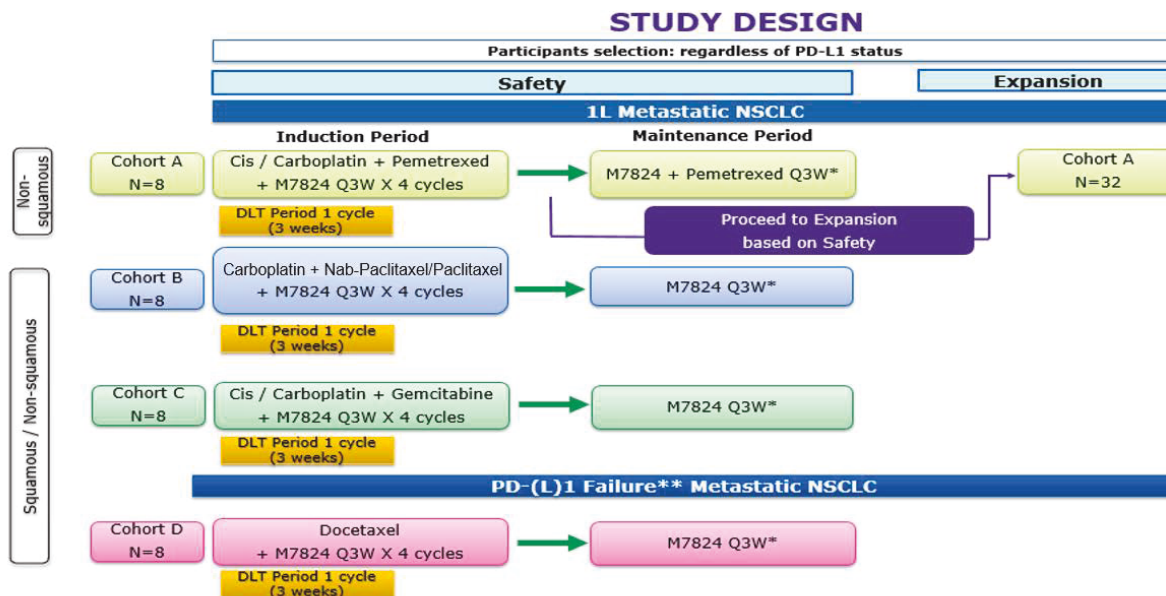 STUDY DESIGN
Participants selection: regardless of PD-L1 status
Safety
Expansion
1L Metastatic NSCLC
Induction Period
Maintenance Period
Non-
squamous
Cohort A
N=8
Cis / Carboplatin + Pemetrexed
+ M7824 Q3W X 4 cycles
M7824 + Pemetrexed Q3W*
Cohort A
N=32
DLT Period 1 cycle
(3 weeks)
Proceed to Expansion
based on Safety
Squamous / Non-squamous
Cohort B
N=8
Carboplatin + Nab-Paclitaxel/Paclitaxel
+ M7824 Q3W X 4 cycles
M7824 Q3W*
DLT Period 1 cycle
(3 weeks)
Cohort C
N=8
Cis / Carboplatin + Gemcitabine
+ M7824 Q3W X 4 cycles
M7824 Q3W*
DLT Period 1 cycle
(3 weeks)
PD-(L)1 Failure** Metastatic NSCLC
Cohort D
N=8
Docetaxel
+ M7824 Q3W X 4 cycles
M7824 Q3W*
DLT Period 1 cycle
(3 weeks)